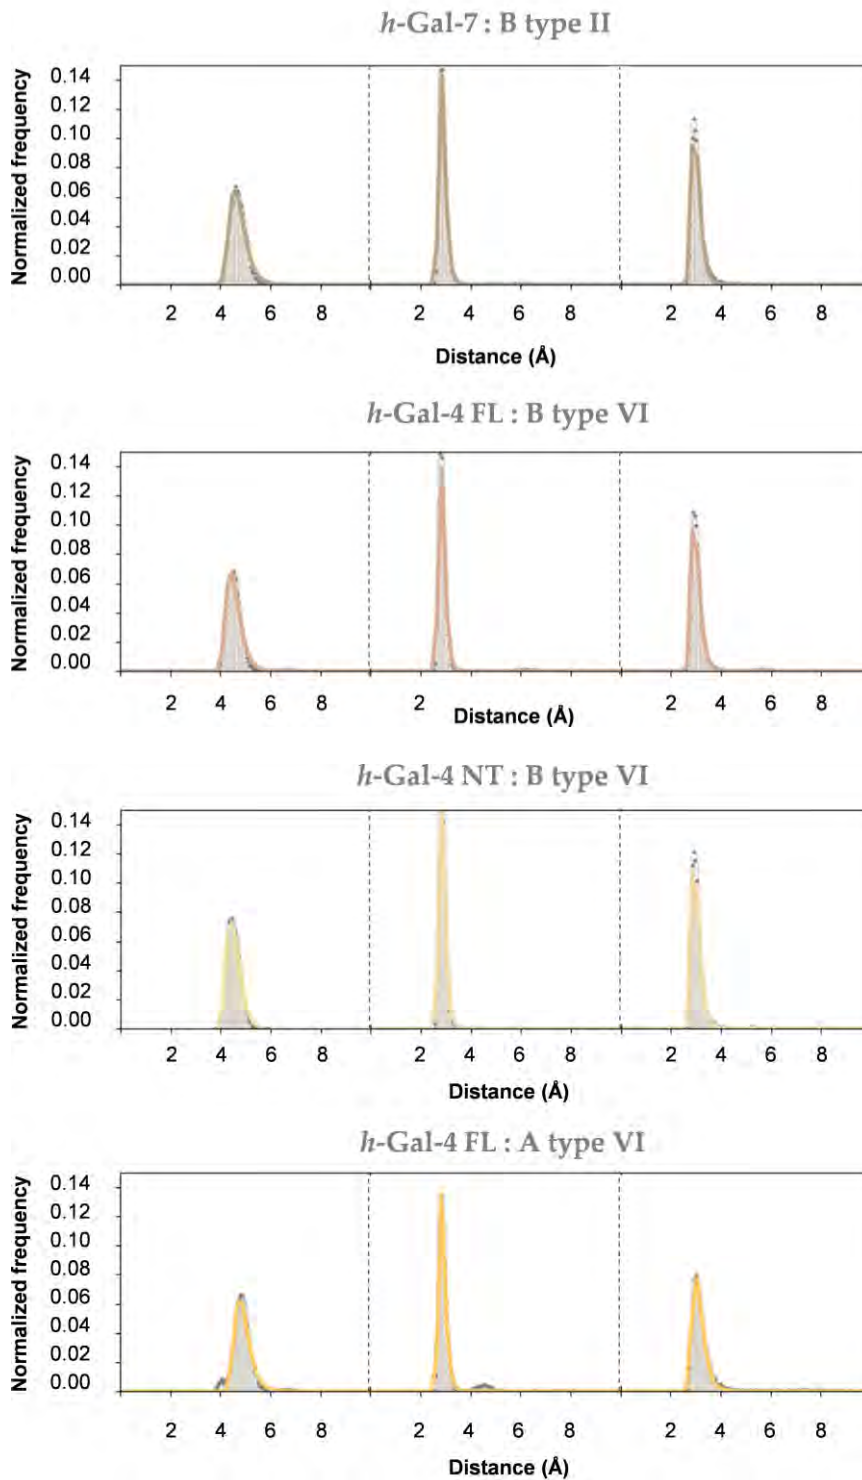 h-Gal-7 : B type II
Normalized frequency
0.14
0.12
0.10
0.08
0.06
0.04
0.02
0.00
2 4 6 8 2 4 6 8 2 4 6 8
Distance (Å)
h-Gal-4 FL : B type VI
Normalized frequency
0.14
0.12
0.10
0.08
0.06
0.04
0.02
0.00
2 4 6 8 2 4 6 8 2 4 6 8
Distance (Å)
h-Gal-4 NT : B type VI
Normalized frequency
0.14
0.12
0.10
0.08
0.06
0.04
0.02
0.00
2 4 6 8 2 4 6 8 2 4 6 8
Distance (Å)
h-Gal-4 FL : A type VI
Normalized frequency
0.14
0.12
0.10
0.08
0.06
0.04
0.02
0.00
2 4 6 8 2 4 6 8 2 4 6 8
Distance (Å)